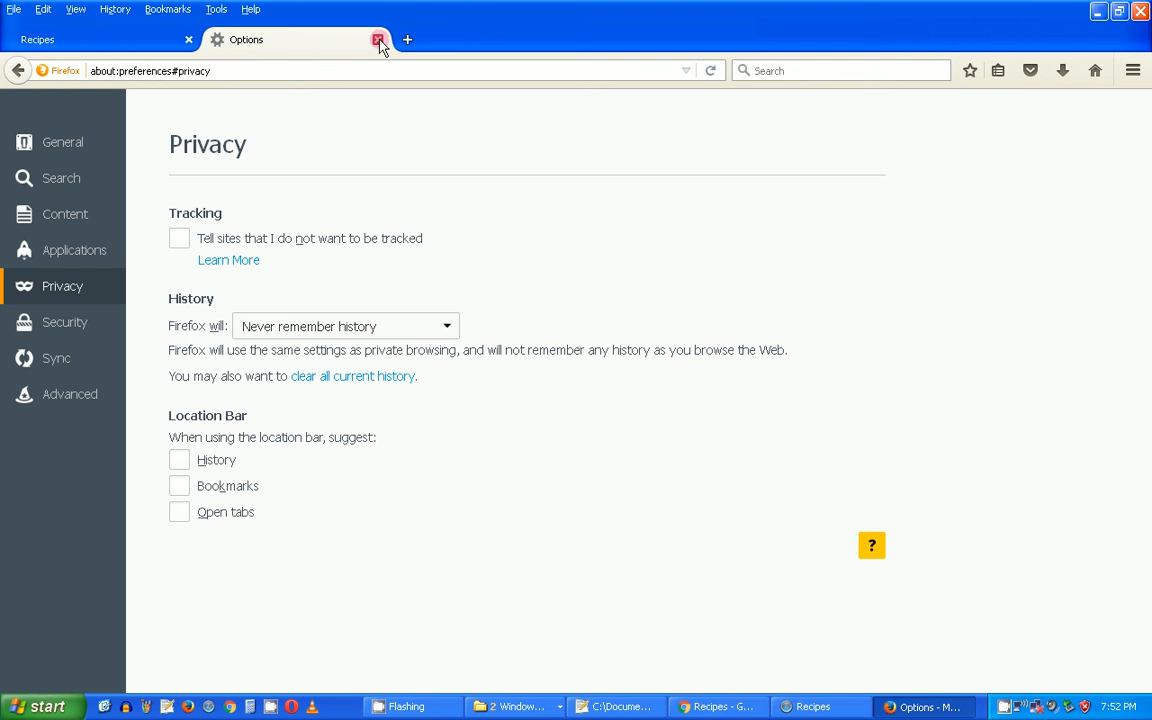 File Edit View History Bookmarks Tools Help
Recipes
Options
Firefox about:preferences#privacy
Search
General
Search
Content
Applications
Privacy
Security
Sync
Advanced
Privacy
Tracking
Tell sites that I do not want to be tracked
Learn More
History
Firefox will: Never remember history
Firefox will use the same settings as private browsing, and will not remember any history as you browse the Web.
You may also want to clear all current history.
Location Bar
When using the location bar, suggest:
History
Bookmarks
Open tabs
?
start Flashing 2 Window... C:\Docume... Recipes - G... Recipes Options - M... 7:52 PM